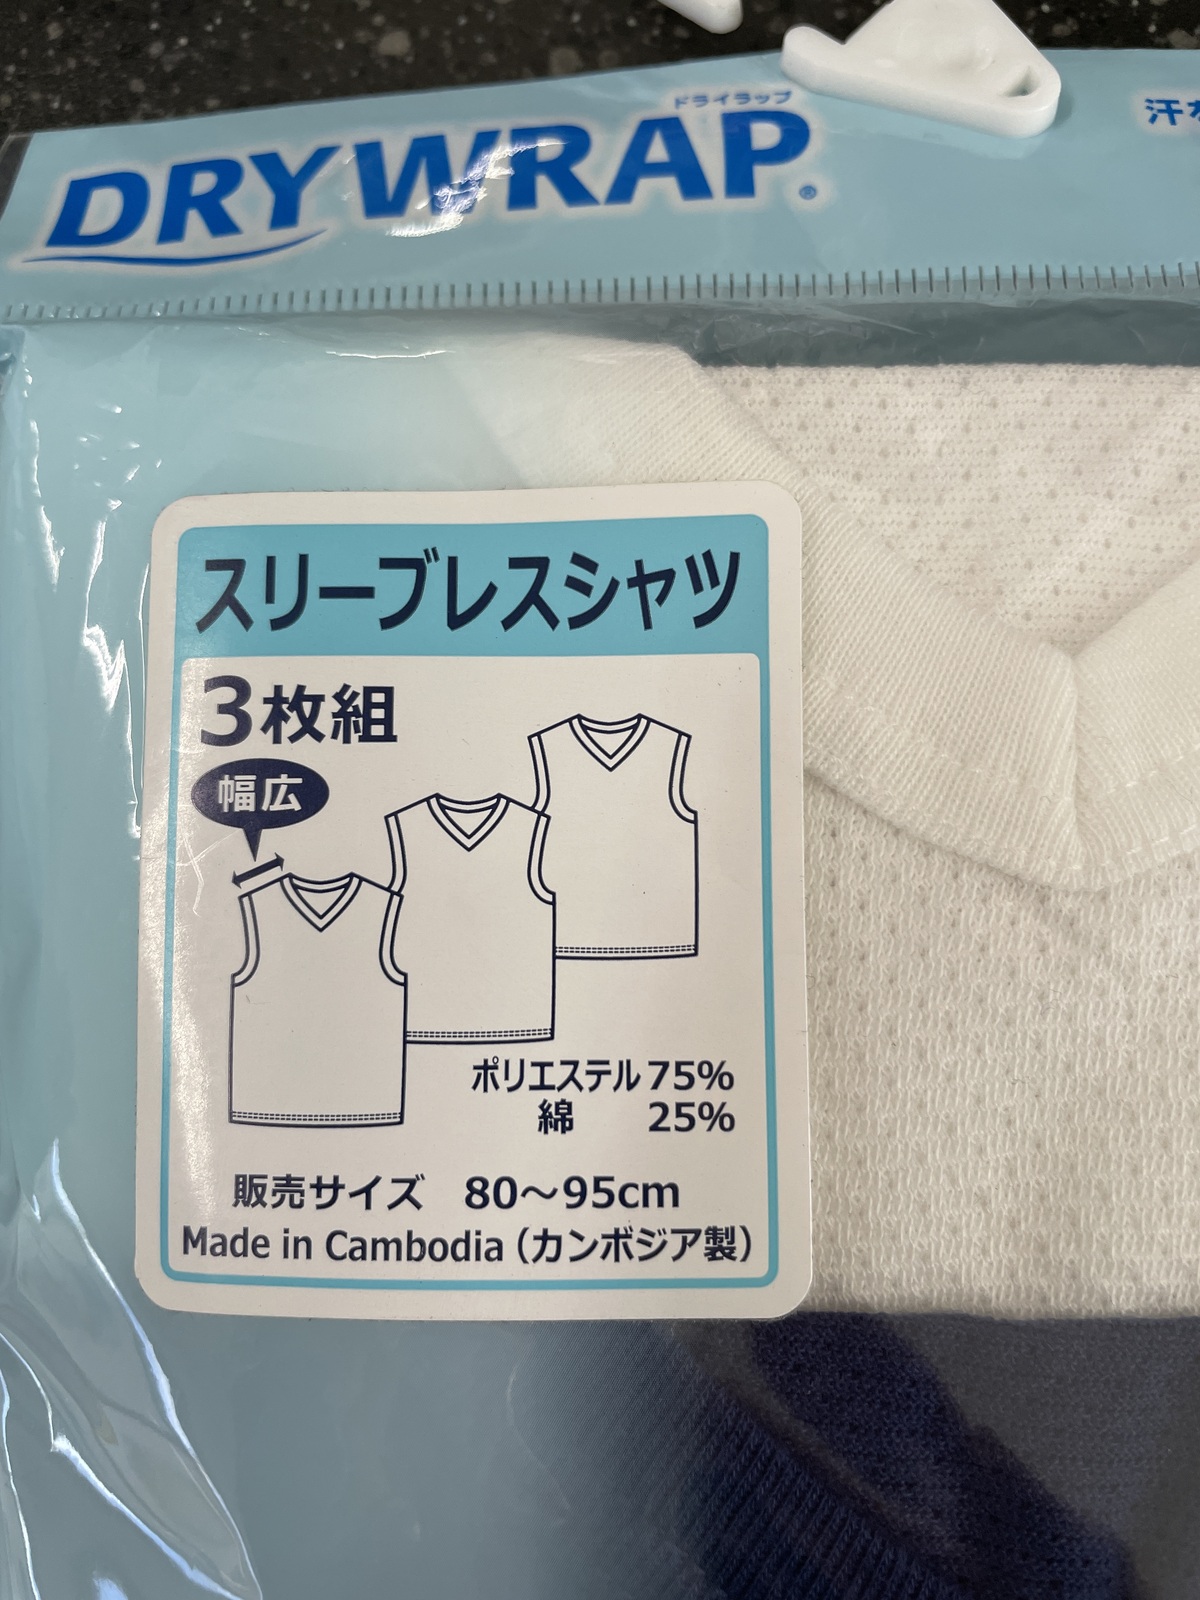 ドライラップ
DRYWRAP®
汗
スリーブレスシャツ
3枚組
幅広
ポリエステル 75%
綿 25%
販売サイズ 80～95cm
Made in Cambodia（カンボジア製）